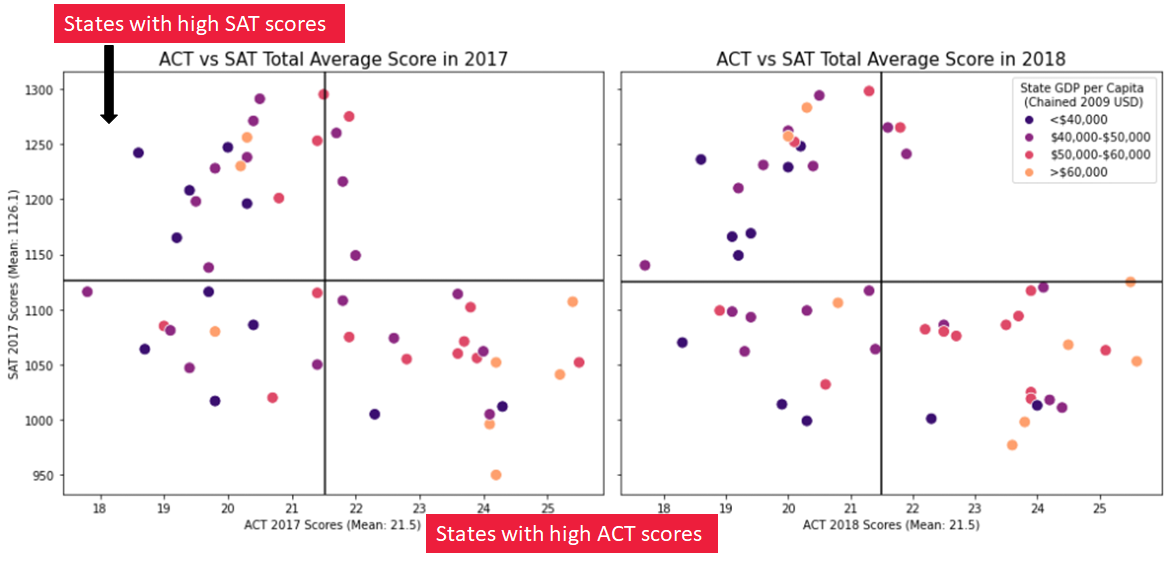 States with high SAT scores
ACT vs SAT Total Average Score in 2017
ACT vs SAT Total Average Score in 2018
SAT 2017 Scores (Mean: 1126.1)
1300
1250
1200
1150
1100
1050
1000
950
State GDP per Capita
(Chained 2009 USD)
<$40,000
$40,000-$50,000
$50,000-$60,000
>$60,000
18 19 20 21 22 23 24 25
18 19 20 21 22 23 24 25
ACT 2017 Scores (Mean: 21.5)
ACT 2018 Scores (Mean: 21.5)
States with high ACT scores